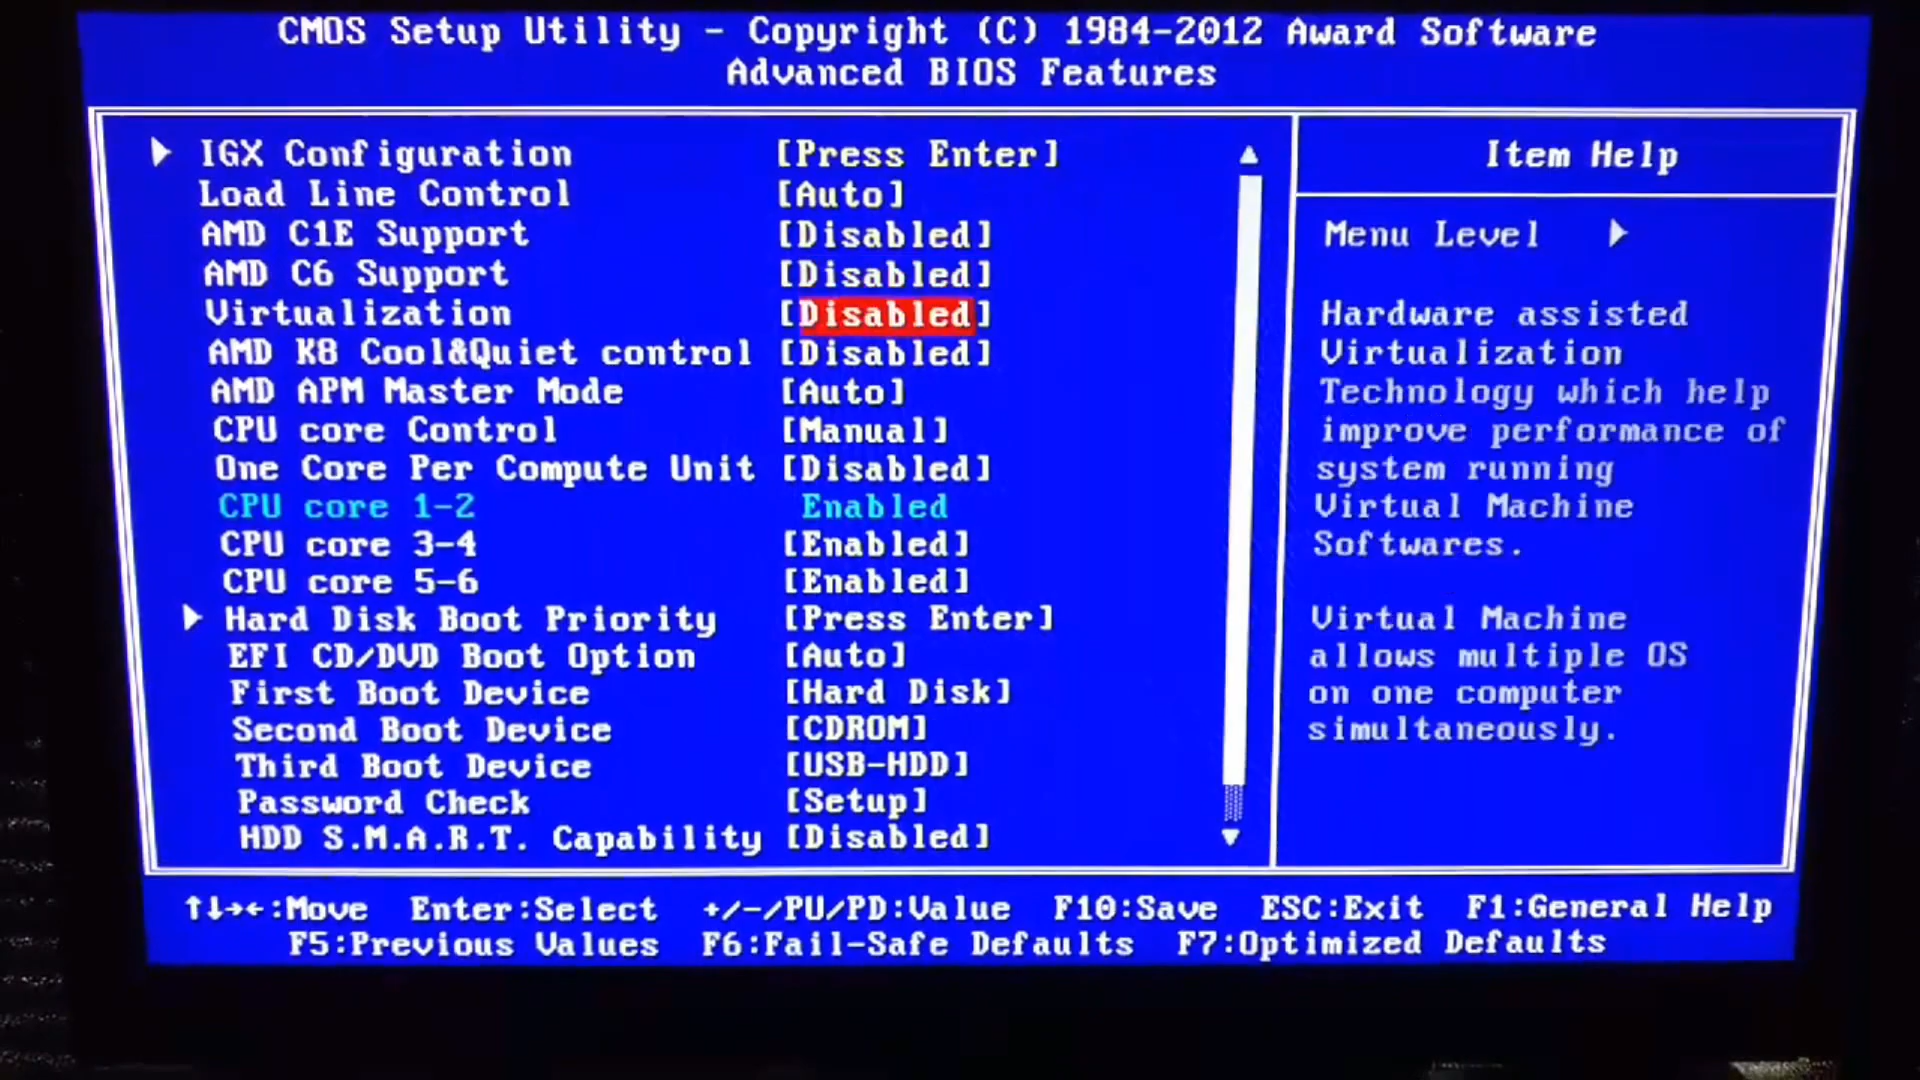 CMOS Setup Utility - Copyright (C) 1984-2012 Award Software
Advanced BIOS Features
IGX Configuration [Press Enter]
Load Line Control [Auto]
AMD C1E Support [Disabled]
AMD C6 Support [Disabled]
Virtualization [Disabled]
AMD K8 Cool&Quiet control [Disabled]
AMD APM Master Mode [Auto]
CPU core Control [Manual]
One Core Per Compute Unit [Disabled]
CPU core 1-2 Enabled
CPU core 3-4 [Enabled]
CPU core 5-6 [Enabled]
Hard Disk Boot Priority [Press Enter]
EFI CD/DVD Boot Option [Auto]
First Boot Device [Hard Disk]
Second Boot Device [CDROM]
Third Boot Device [USB-HDD]
Password Check [Setup]
HDD S.M.A.R.T. Capability [Disabled]
Item Help
Menu Level
Hardware assisted
Virtualization
Technology which help
improve performance of
system running
Virtual Machine
Softwares.
Virtual Machine
allows multiple OS
on one computer
simultaneously.
↑↓→←:Move Enter:Select +/-/PU/PD:Value F10:Save ESC:Exit F1:General Help
F5:Previous Values F6:Fail-Safe Defaults F7:Optimized Defaults